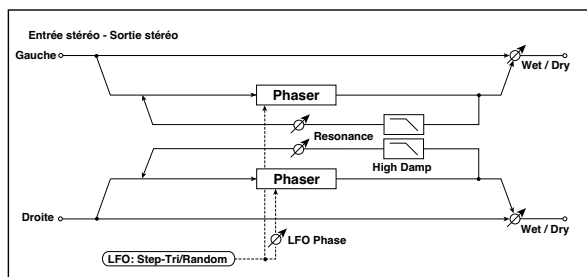 Entrée stéréo - Sortie stéréo
Gauche
Wet / Dry
Phaser
Resonance
High Damp
Phaser
Droite
LFO Phase
Wet / Dry
LFO: Step-Tri/Random